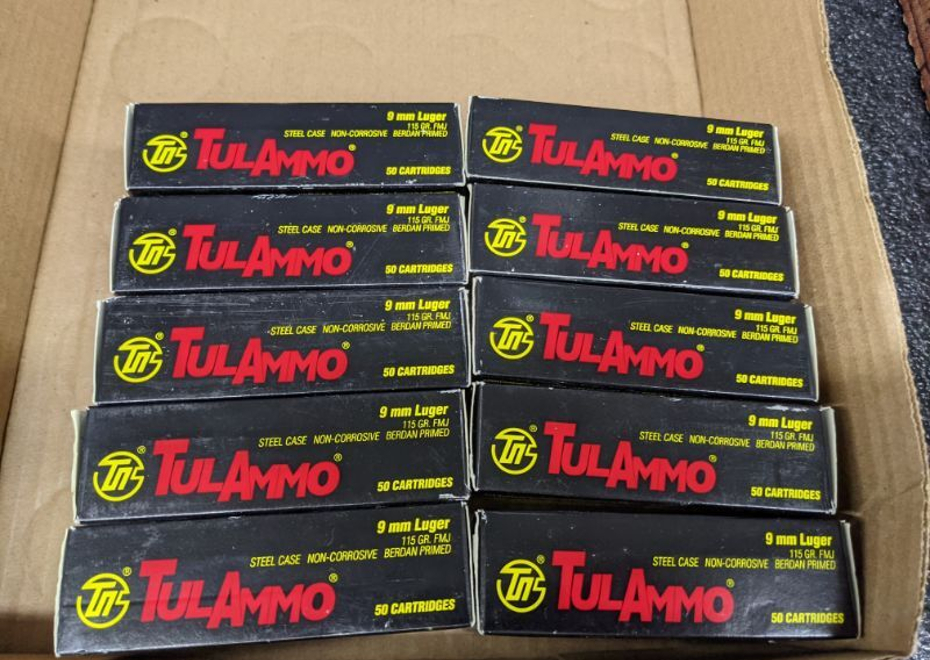 9 mm Luger
115 GR. FMJ
STEEL CASE NON-CORROSIVE BERDAN PRIMED
TULAMMO®
50 CARTRIDGES
9 mm Luger
115 GR. FMJ
STEEL CASE NON-CORROSIVE BERDAN PRIMED
TULAMMO®
50 CARTRIDGES
9 mm Luger
115 GR. FMJ
STEEL CASE NON-CORROSIVE BERDAN PRIMED
TULAMMO®
50 CARTRIDGES
9 mm Luger
115 GR. FMJ
STEEL CASE NON-CORROSIVE BERDAN PRIMED
TULAMMO®
50 CARTRIDGES
9 mm Luger
115 GR. FMJ
STEEL CASE NON-CORROSIVE BERDAN PRIMED
TULAMMO®
50 CARTRIDGES
9 mm Luger
115 GR. FMJ
STEEL CASE NON-CORROSIVE BERDAN PRIMED
TULAMMO®
50 CARTRIDGES
9 mm Luger
115 GR. FMJ
STEEL CASE NON-CORROSIVE BERDAN PRIMED
TULAMMO®
50 CARTRIDGES
9 mm Luger
115 GR. FMJ
STEEL CASE NON-CORROSIVE BERDAN PRIMED
TULAMMO®
50 CARTRIDGES
9 mm Luger
115 GR. FMJ
STEEL CASE NON-CORROSIVE BERDAN PRIMED
TULAMMO®
50 CARTRIDGES
9 mm Luger
115 GR. FMJ
STEEL CASE NON-CORROSIVE BERDAN PRIMED
TULAMMO®
50 CARTRIDGES